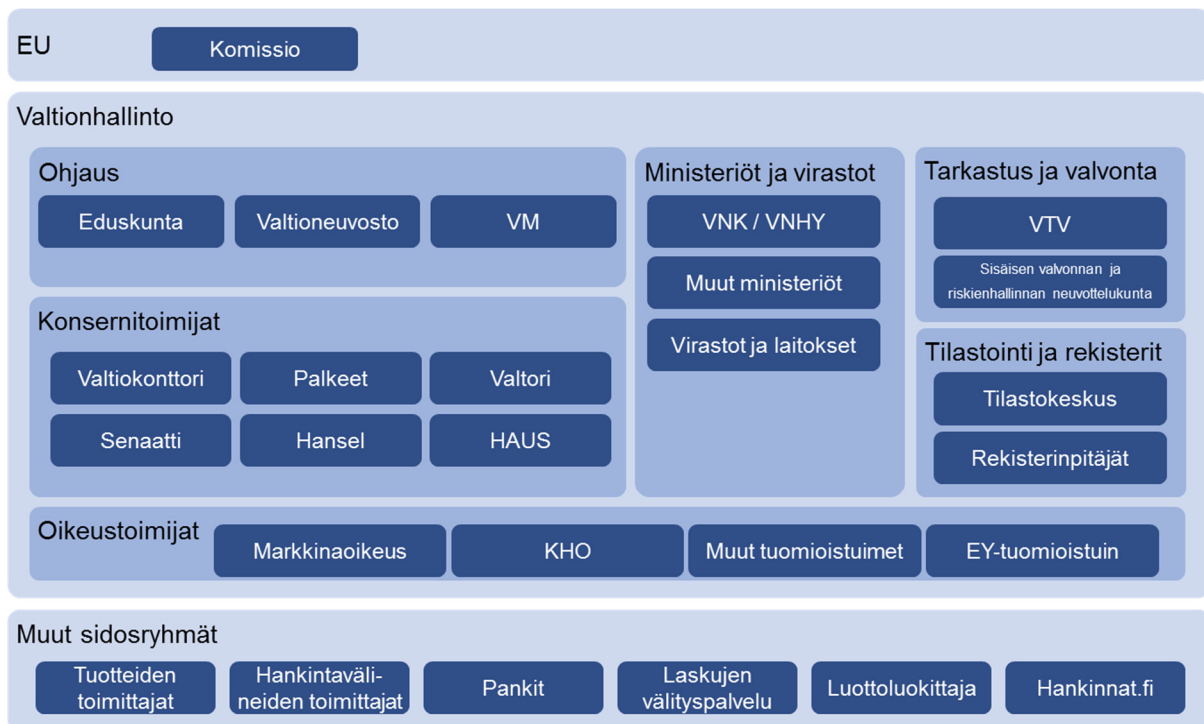 EU
Komissio
Valtionhallinto
Ohjaus
Eduskunta
Valtioneuvosto
VM
Konsernitoimijat
Valtiokonttori
Palkeet
Valtori
Senaatti
Hansel
HAUS
Ministeriöt ja virastot
VNK / VNHY
Muut ministeriöt
Virastot ja laitokset
Tarkastus ja valvonta
VTV
Sisäisen valvonnan ja
riskienhallinnan neuvottelukunta
Tilastointi ja rekisterit
Tilastokeskus
Rekisterinpitäjät
Oikeustoimijat
Markkinaoikeus
KHO
Muut tuomioistuimet
EY-tuomioistuin
Muut sidosryhmät
Tuotteiden
toimittajat
Hankintaväli-
neiden toimittajat
Pankit
Laskujen
välityspalvelu
Luottoluokittaja
Hankinnat.fi